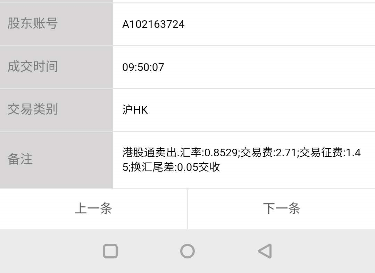 股东账号 A102163724
成交时间 09:50:07
交易类别 沪HK
备注 港股通卖出.汇率:0.8529;交易费:2.71;交易征费:1.4
5;换汇尾差:0.05交收
上一条 下一条